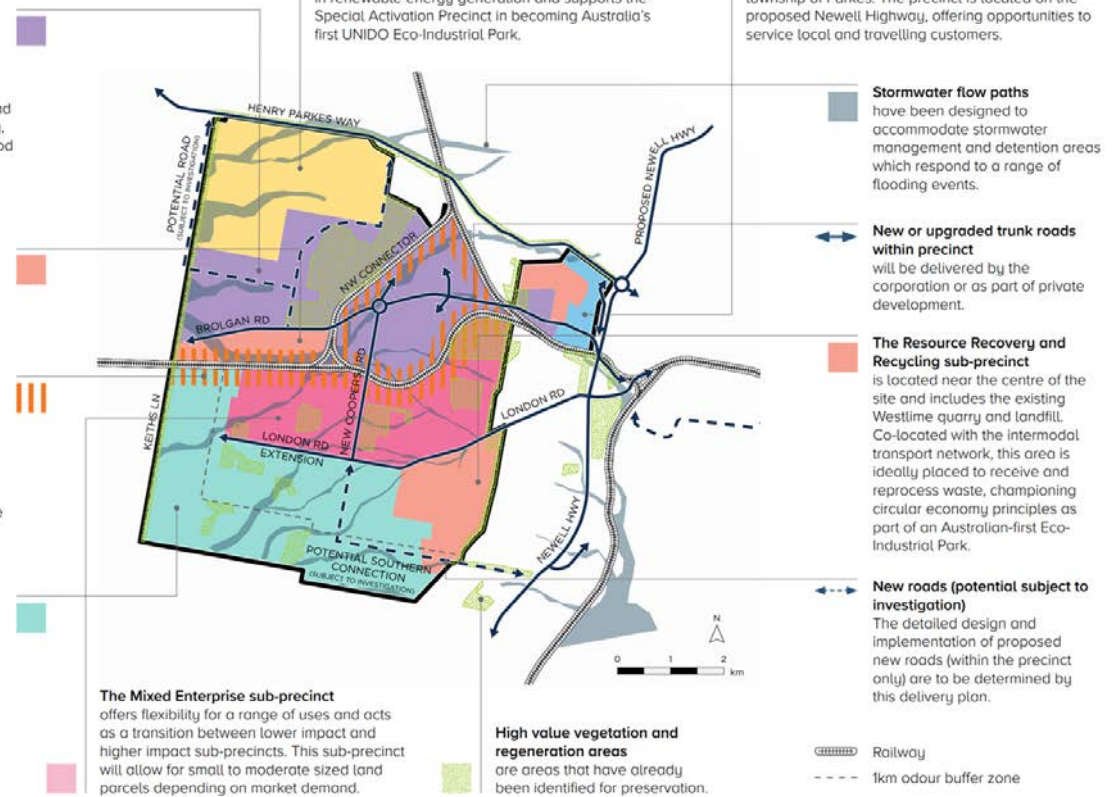 in renewable energy generation and supports the
Special Activation Precinct in becoming Australia's
first UNIDO Eco-Industrial Park.
township of Parkes. The precinct is located on the
proposed Newell Highway, offering opportunities to
service local and travelling customers.
Stormwater flow paths
have been designed to
accommodate stormwater
management and detention areas
which respond to a range of
flooding events.
New or upgraded trunk roads
within precinct
will be delivered by the
corporation or as part of private
development.
The Resource Recovery and
Recycling sub-precinct
is located near the centre of the
site and includes the existing
Westlime quarry and landfill.
Co-located with the intermodal
transport network, this area is
ideally placed to receive and
reprocess waste, championing
circular economy principles as
part of an Australian-first Eco-
Industrial Park.
New roads (potential subject to
investigation)
The detailed design and
implementation of proposed
new roads (within the precinct
only) are to be determined by
this delivery plan.
Railway
1km odour buffer zone
HENRY PARKES WAY
POTENTIAL ROAD
(SUBJECT TO INVESTIGATION)
PROPOSED NEWELL HWY
NW CONNECTOR
BROLGAN RD
KEITHS LN
NEW COOPERS RD
LONDON RD
LONDON RD
EXTENSION
NEWELL HWY
POTENTIAL SOUTHERN
CONNECTION
(SUBJECT TO INVESTIGATION)
N
0 1 2
km
The Mixed Enterprise sub-precinct
offers flexibility for a range of uses and acts
as a transition between lower impact and
higher impact sub-precincts. This sub-precinct
will allow for small to moderate sized land
parcels depending on market demand.
High value vegetation and
regeneration areas
are areas that have already
been identified for preservation.